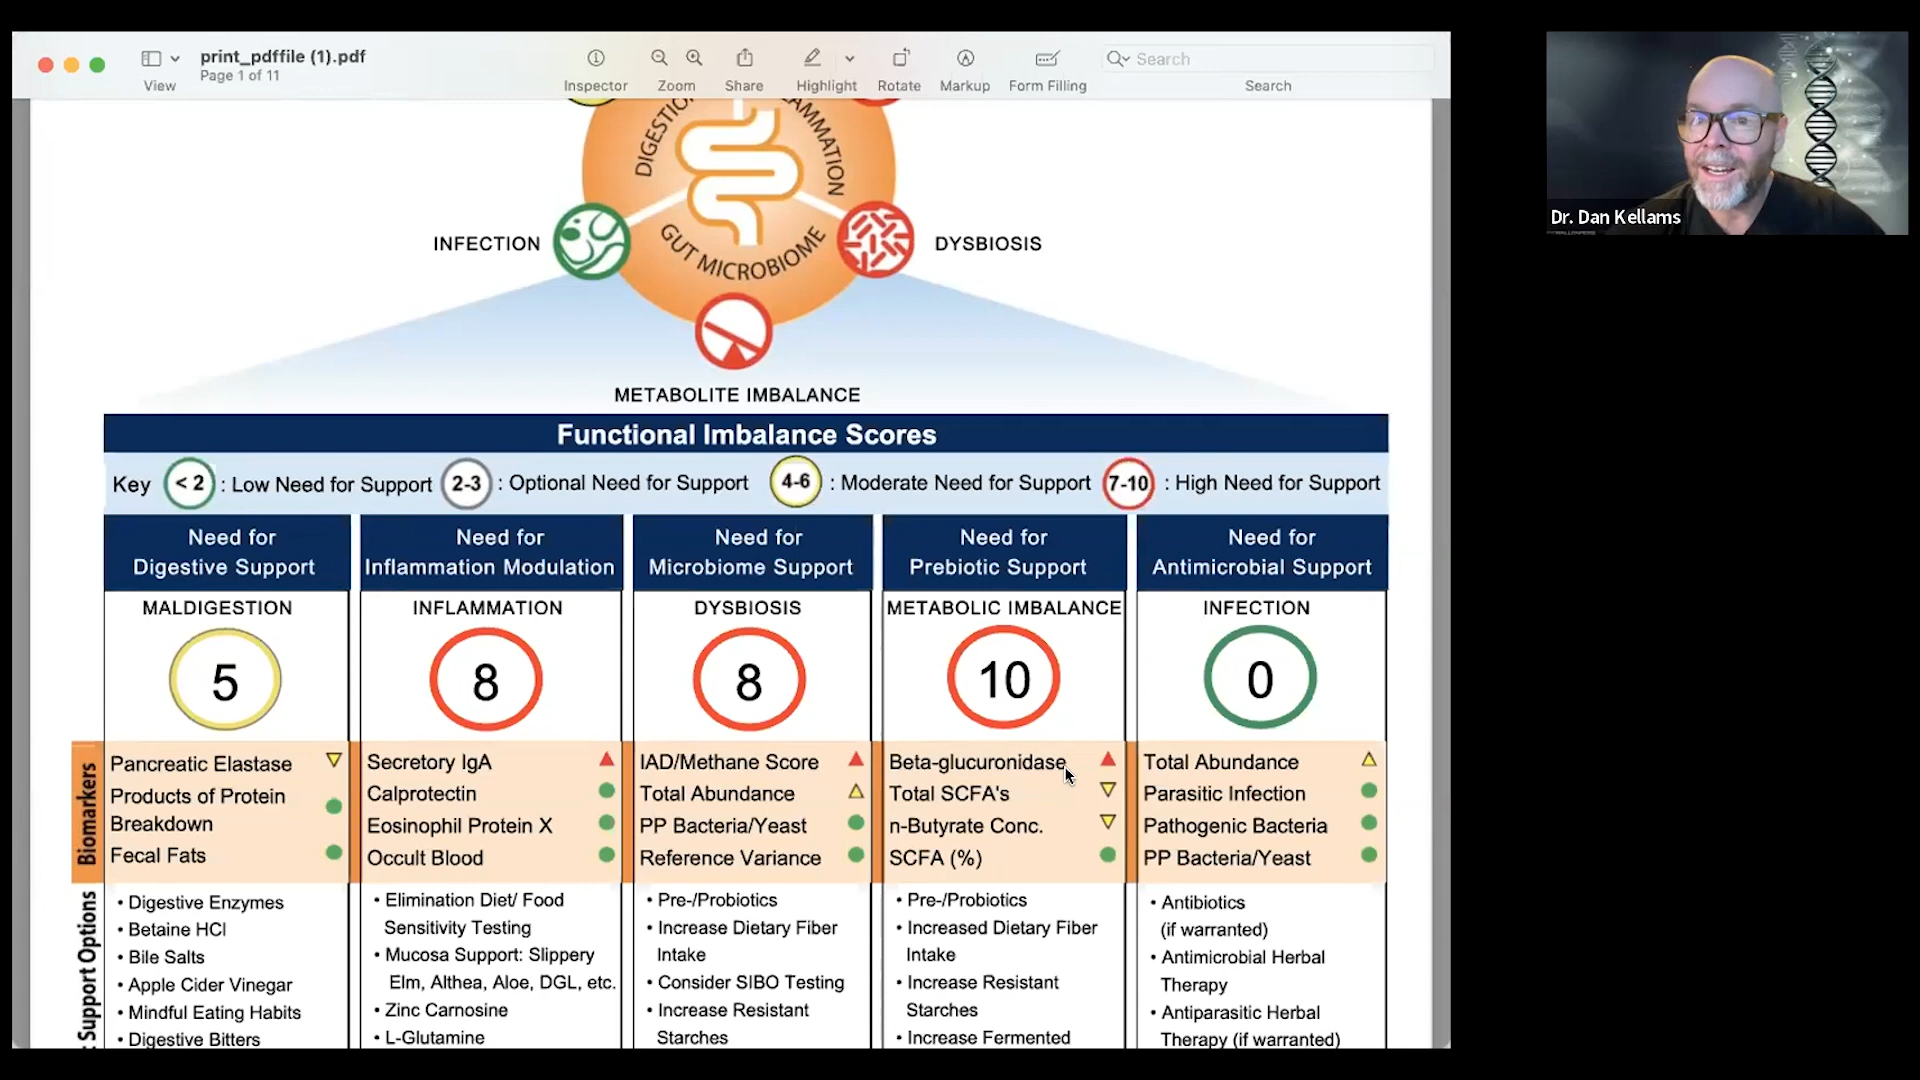 print_pdffile (1).pdf
Page 1 of 11
View
Inspector
Zoom
Share
Highlight
Rotate
Markup
Form Filling
Search
Search
Dr. Dan Kellams
GUT MICROBIOME
INFECTION
DYSBIOSIS
METABOLITE IMBALANCE
Functional Imbalance Scores
Key < 2 : Low Need for Support 2-3 : Optional Need for Support 4-6 : Moderate Need for Support 7-10 : High Need for Support
Need for
Digestive Support
MALDIGESTION
5
Pancreatic Elastase
Products of Protein
Breakdown
Fecal Fats
• Digestive Enzymes
• Betaine HCl
• Bile Salts
• Apple Cider Vinegar
• Mindful Eating Habits
• Digestive Bitters
Need for
Inflammation Modulation
INFLAMMATION
8
Secretory IgA
Calprotectin
Eosinophil Protein X
Occult Blood
• Elimination Diet/ Food
Sensitivity Testing
• Mucosa Support: Slippery
Elm, Althea, Aloe, DGL, etc.
• Zinc Carnosine
• L-Glutamine
Need for
Microbiome Support
DYSBIOSIS
8
IAD/Methane Score
Total Abundance
PP Bacteria/Yeast
Reference Variance
• Pre-/Probiotics
• Increase Dietary Fiber
Intake
• Consider SIBO Testing
• Increase Resistant
Starches
Need for
Prebiotic Support
METABOLIC IMBALANCE
10
Beta-glucuronidase
Total SCFA's
n-Butyrate Conc.
SCFA (%)
• Pre-/Probiotics
• Increased Dietary Fiber
Intake
• Increase Resistant
Starches
• Increase Fermented
Need for
Antimicrobial Support
INFECTION
0
Total Abundance
Parasitic Infection
Pathogenic Bacteria
PP Bacteria/Yeast
• Antibiotics
(if warranted)
• Antimicrobial Herbal
Therapy
• Antiparasitic Herbal
Therapy (if warranted)
Biomarkers
Support Options